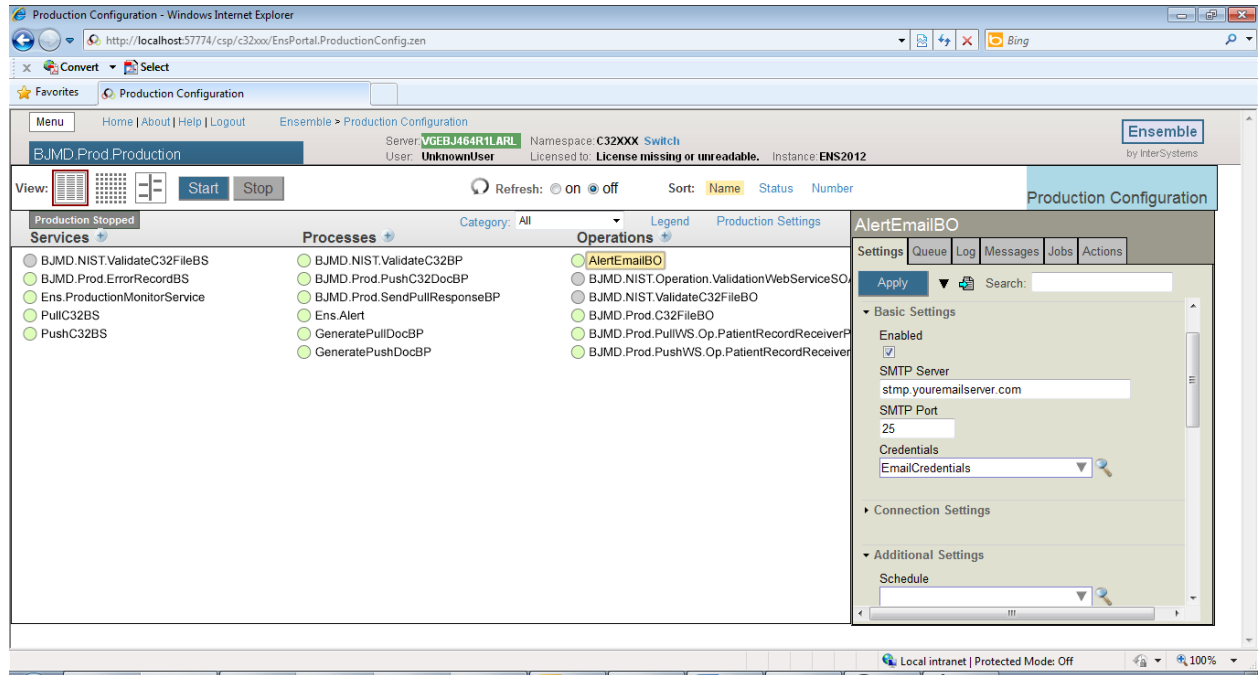 Production Configuration - Windows Internet Explorer
http://localhost:57774/csp/c32xxx/EnsPortal.ProductionConfig.zen
Bing
x Convert Select
Favorites Production Configuration
Menu Home | About | Help | Logout Ensemble > Production Configuration
Server: VGEBJ464R1LARL Namespace: C32XXX Switch
Ensemble
BJMD.Prod.Production
User: UnknownUser Licensed to: License missing or unreadable. Instance: ENS2012
by InterSystems
View: Start Stop Refresh: on off Sort: Name Status Number
Production Configuration
Production Stopped
Category: All Legend Production Settings
Services Processes Operations
BJMD.NIST.ValidateC32FileBS BJMD.NIST.ValidateC32BP AlertEmailBO
BJMD.Prod.ErrorRecordBS BJMD.Prod.PushC32DocBP BJMD.NIST.Operation.ValidationWebServiceSO
Ens.ProductionMonitorService BJMD.Prod.SendPullResponseBP BJMD.NIST.ValidateC32FileBO
PullC32BS Ens.Alert BJMD.Prod.C32FileBO
PushC32BS GeneratePullDocBP BJMD.Prod.PullWS.Op.PatientRecordReceiverP
GeneratePushDocBP BJMD.Prod.PushWS.Op.PatientRecordReceiver
AlertEmailBO
Settings Queue Log Messages Jobs Actions
Apply Search:
Basic Settings
Enabled
SMTP Server
stmp.youremailserver.com
SMTP Port
25
Credentials
EmailCredentials
Connection Settings
Additional Settings
Schedule
Local intranet | Protected Mode: Off 100%